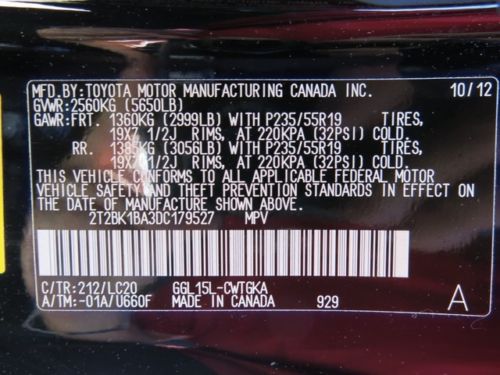 MFD.BY:TOYOTA MOTOR MANUFACTURING CANADA INC. 10/12
GVWR:2560KG (5650LB)
GAWR:FRT. 1360KG (2999LB) WITH P235/55R19 TIRES,
19X7 1/2J RIMS, AT 220KPA (32PSI) COLD.
RR. 1385KG (3056LB) WITH P235/55R19 TIRES,
19X7 1/2J RIMS, AT 220KPA (32PSI) COLD.
THIS VEHICLE CONFORMS TO ALL APPLICABLE FEDERAL MOTOR
VEHICLE SAFETY AND THEFT PREVENTION STANDARDS IN EFFECT
ON THE DATE OF MANUFACTURE SHOWN ABOVE.
2T2BK1BA3DC179527 MPV
C/TR:212/LC20 GGL15L-CWTGKA
A/TM:-01A/U660F MADE IN CANADA 929 A